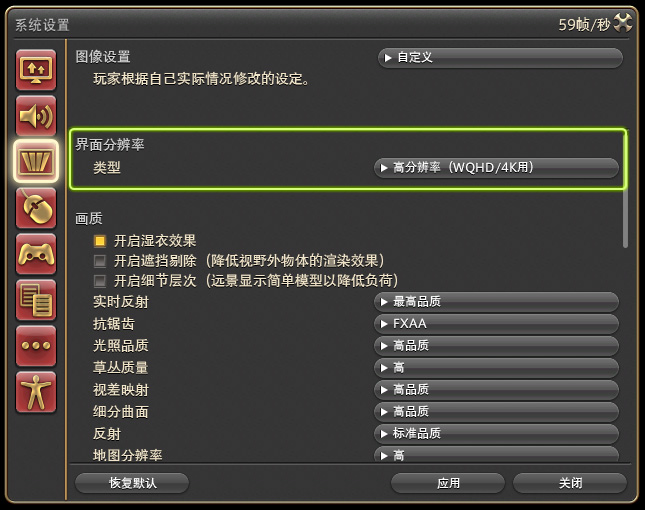 系统设置 59帧/秒
图像设置 自定义
玩家根据自己实际情况修改的设定。
界面分辨率
类型 高分辨率（WQHD/4K用）
画质
开启湿衣效果
开启遮挡剔除（降低视野外物体的渲染效果）
开启细节层次（远景显示简单模型以降低负荷）
实时反射 最高品质
抗锯齿 FXAA
光照品质 高品质
草丛质量 高
视差映射 高品质
细分曲面 高品质
反射 标准品质
地图分辨率 高
恢复默认 应用 关闭